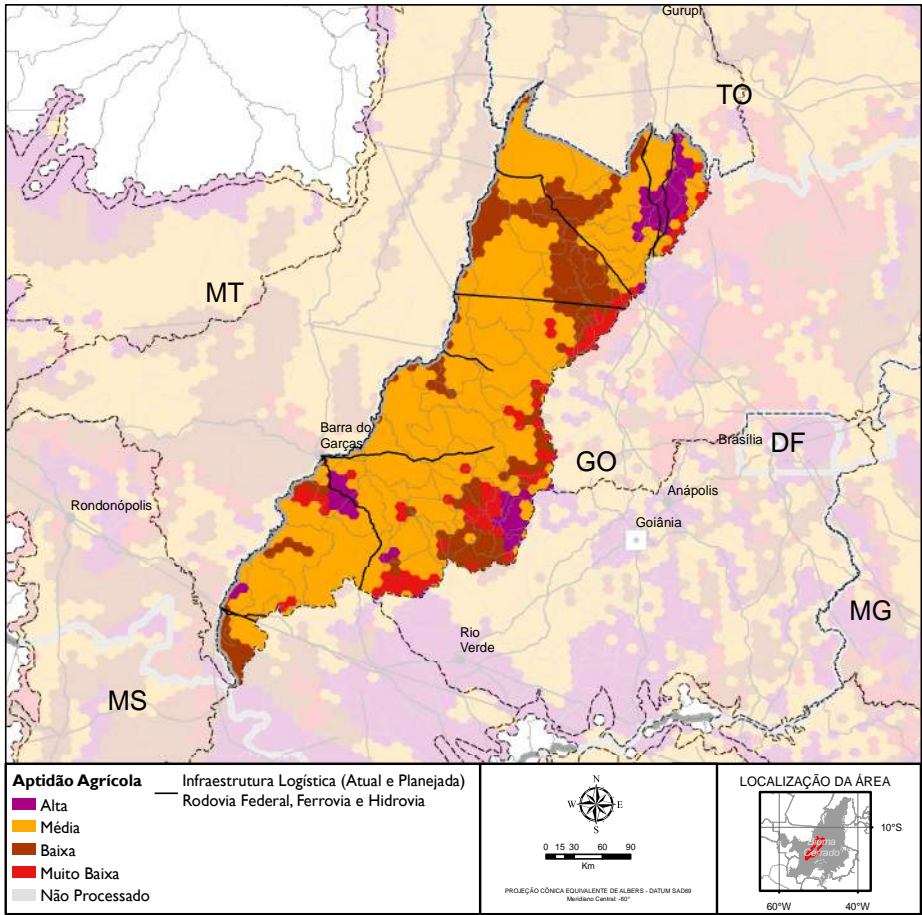 Gurupi
TO
MT
Barra do
Garças
Rondonópolis
GO
Brasília
DF
Anápolis
Goiânia
MG
Rio
Verde
MS
Aptidão Agrícola
Alta
Média
Baixa
Muito Baixa
Não Processado
Infraestrutura Logística (Atual e Planejada)
Rodovia Federal, Ferrovia e Hidrovia
N
W E
S
0 15 30 60 90
Km
PROJEÇÃO CÔNICA EQUIVALENTE DE ALBERS - DATUM SAD69
Meridiano Central: -60°
LOCALIZAÇÃO DA ÁREA
10°S
Bioma
Cerrado
60°W 40°W